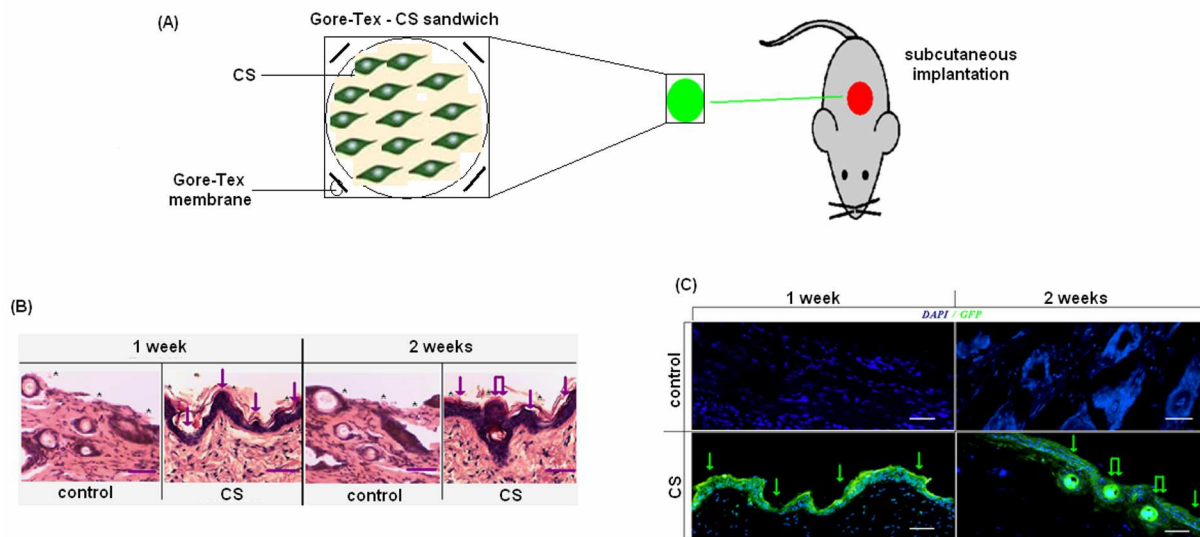 (A)
Gore-Tex - CS sandwich
CS
Gore-Tex
membrane
subcutaneous
implantation
(B)
1 week
2 weeks
control
CS
control
CS
(C)
1 week
2 weeks
DAPI / GFP
control
CS